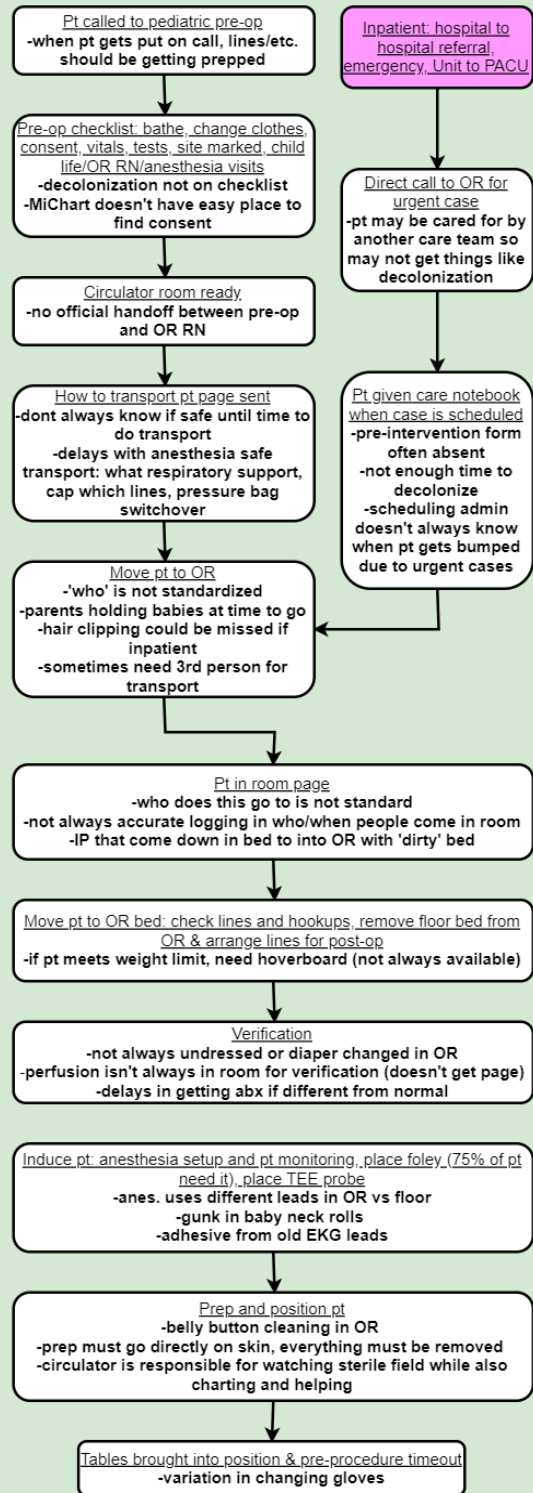 Pt called to pediatric pre-op
-when pt gets put on call, lines/etc.
should be getting prepped
Inpatient: hospital to
hospital referral,
emergency, Unit to PACU
Pre-op checklist: bathe, change clothes,
consent, vitals, tests, site marked, child
life/OR RN/anesthesia visits
-decolonization not on checklist
-MiChart doesn't have easy place to
find consent
Direct call to OR for
urgent case
-pt may be cared for by
another care team so
may not get things like
decolonization
Circulator room ready
-no official handoff between pre-op
and OR RN
How to transport pt page sent
-dont always know if safe until time to
do transport
-delays with anesthesia safe
transport: what respiratory support,
cap which lines, pressure bag
switchover
Pt given care notebook
when case is scheduled
-pre-intervention form
often absent
-not enough time to
decolonize
-scheduling admin
doesn't always know
when pt gets bumped
due to urgent cases
Move pt to OR
-'who' is not standardized
-parents holding babies at time to go
-hair clipping could be missed if
inpatient
-sometimes need 3rd person for
transport
Pt in room page
-who does this go to is not standard
-not always accurate logging in who/when people come in room
-IP that come down in bed to into OR with 'dirty' bed
Move pt to OR bed: check lines and hookups, remove floor bed from
OR & arrange lines for post-op
-if pt meets weight limit, need hoverboard (not always available)
Verification
-not always undressed or diaper changed in OR
-perfusion isn't always in room for verification (doesn't get page)
-delays in getting abx if different from normal
Induce pt: anesthesia setup and pt monitoring, place foley (75% of pt
need it), place TEE probe
-anes. uses different leads in OR vs floor
-gunk in baby neck rolls
-adhesive from old EKG leads
Prep and position pt
-belly button cleaning in OR
-prep must go directly on skin, everything must be removed
-circulator is responsible for watching sterile field while also
charting and helping
Tables brought into position & pre-procedure timeout
-variation in changing gloves